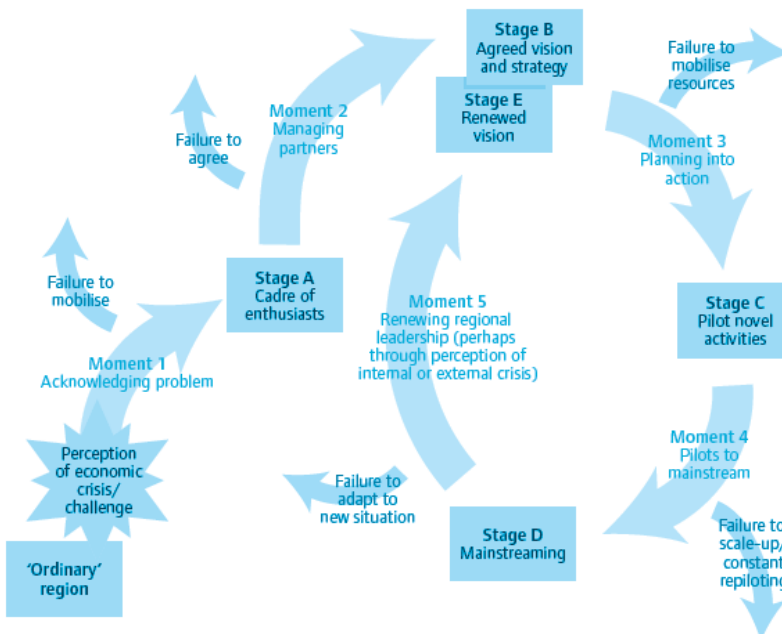 Stage B
Agreed vision
and strategy
Stage E
Renewed
vision
Failure to
mobilise
resources
Moment 2
Managing
partners
Failure to
agree
Moment 3
Planning into
action
Stage A
Cadre of
enthusiasts
Failure to
mobilise
Stage C
Pilot novel
activities
Moment 5
Renewing regional
leadership (perhaps
through perception of
internal or external crisis)
Moment 1
Acknowledging problem
Moment 4
Pilots to
mainstream
Perception
of economic
crisis/
challenge
Failure to
adapt to
new situation
Stage D
Mainstreaming
Failure to
scale-up/
constant
repiloting
'Ordinary'
region